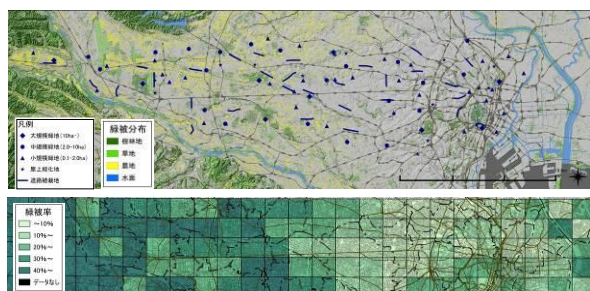 凡例
大規模緑地(10ha~)
中規模緑地(2.0~10ha)
小規模緑地(0.1~2.0ha)
屋上緑化地
道路緑被地
緑被分布
樹林地
草地
農地
水面
緑被率
~10%
10%~
20%~
30%~
40%~
データなし